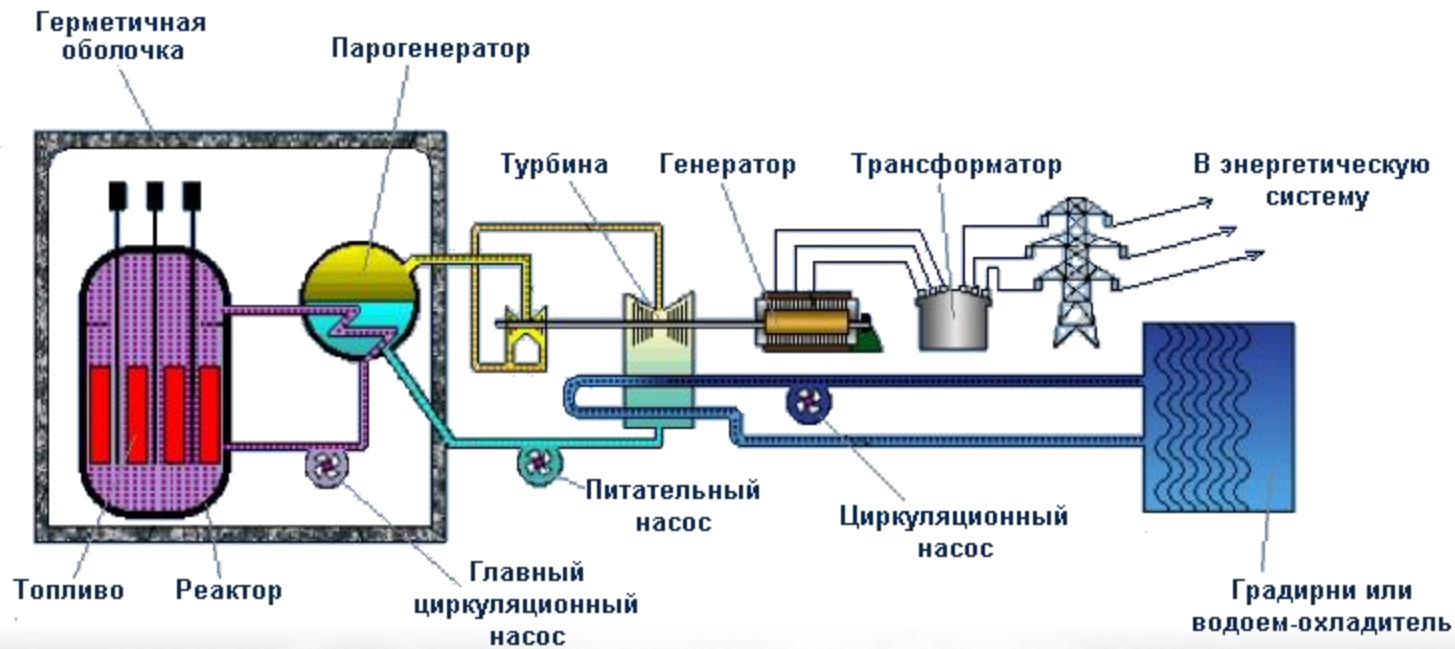 Герметичная
оболочка
Парогенератор
Турбина
Генератор
Трансформатор
В энергетическую
систему
Питательный
насос
Циркуляционный
насос
Топливо
Реактор
Главный
циркуляционный
насос
Градирни или
водоем-охладитель